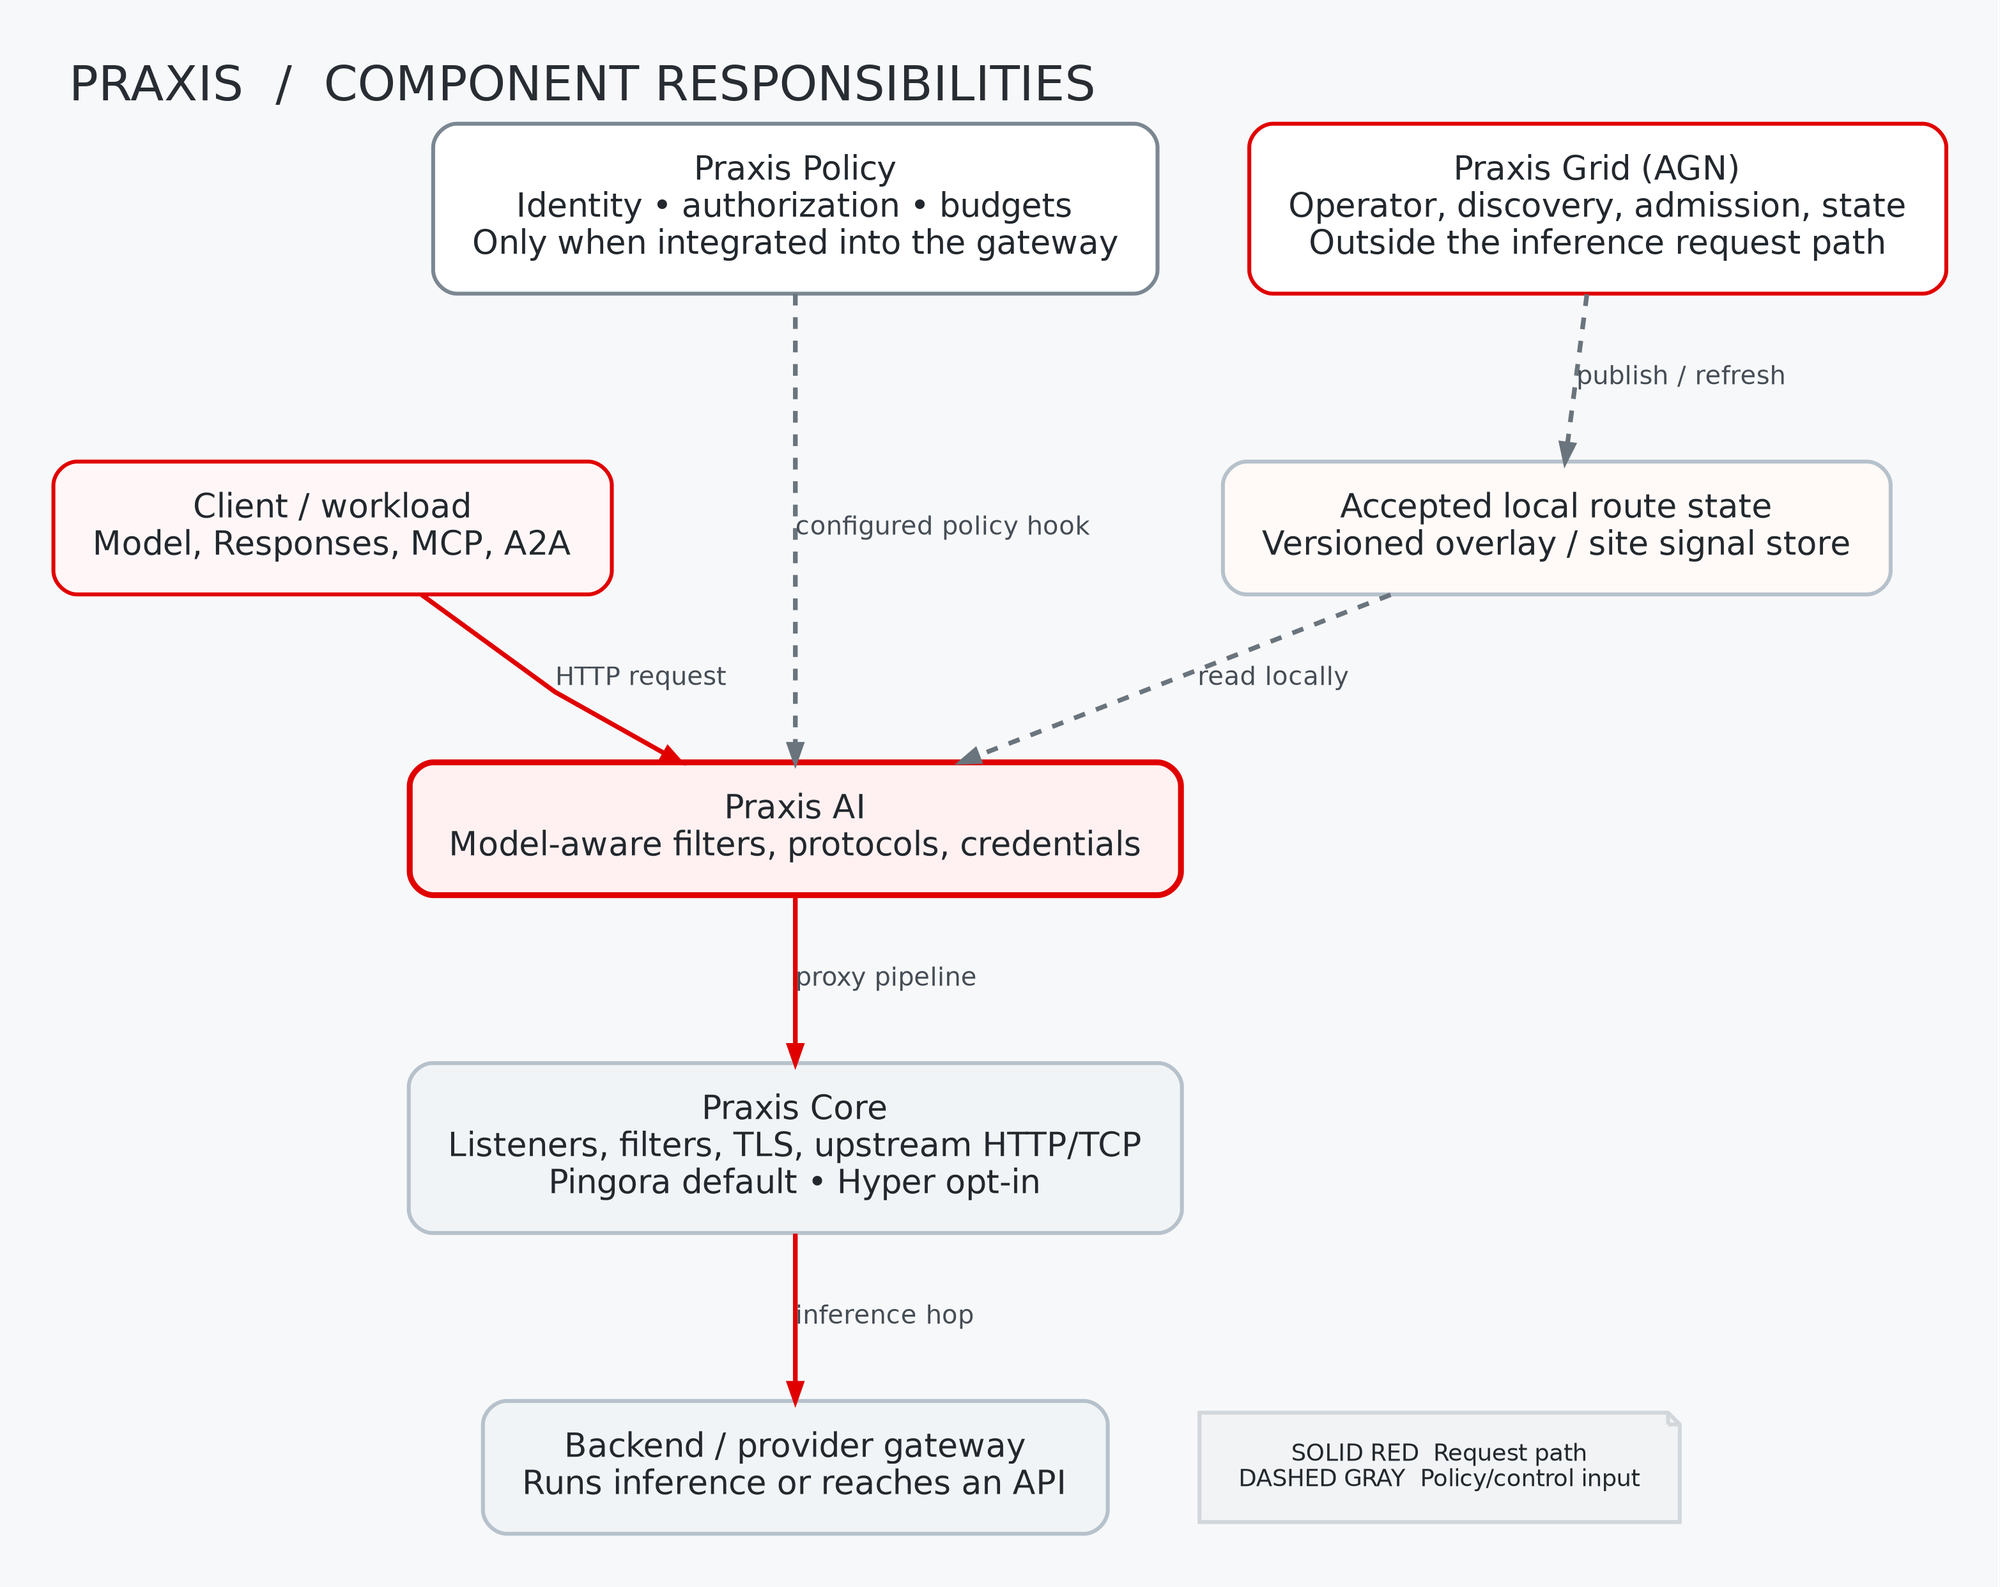 PRAXIS / COMPONENT RESPONSIBILITIES
Praxis Policy
Identity • authorization • budgets
Only when integrated into the gateway
Praxis Grid (AGN)
Operator, discovery, admission, state
Outside the inference request path
publish / refresh
Client / workload
Model, Responses, MCP, A2A
configured policy hook
Accepted local route state
Versioned overlay / site signal store
HTTP request
read locally
Praxis AI
Model-aware filters, protocols, credentials
proxy pipeline
Praxis Core
Listeners, filters, TLS, upstream HTTP/TCP
Pingora default • Hyper opt-in
inference hop
Backend / provider gateway
Runs inference or reaches an API
SOLID RED Request path
DASHED GRAY Policy/control input